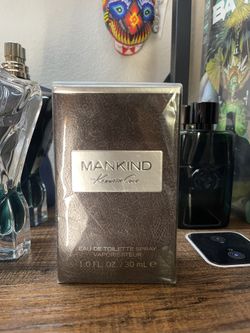 MANKIND
Kenneth Cole
EAU DE TOILETTE SPRAY
VAPORISATEUR
1.0 FL. OZ. / 30 mL e